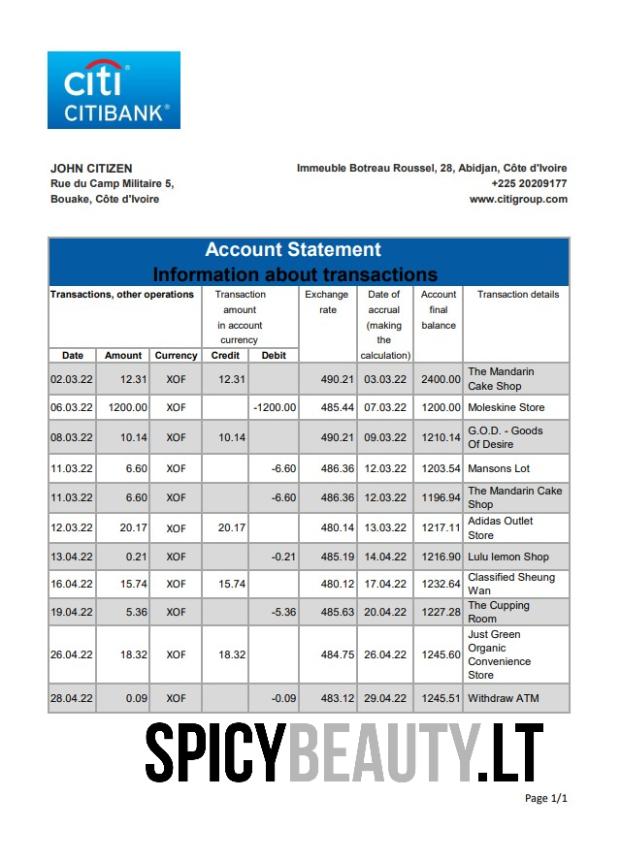 citi
CITIBANK
JOHN CITIZEN
Rue du Camp Militaire 5,
Bouake, Côte d'Ivoire
Immeuble Botreau Roussel, 28, Abidjan, Côte d'Ivoire
+225 20209177
www.citigroup.com
Account Statement
Information about transactions
Transactions, other operations Transaction amount in account currency Exchange rate Date of accrual (making the calculation) Account final balance Transaction details
Date Amount Currency Credit Debit
02.03.22 12.31 XOF 12.31 490.21 03.03.22 2400.00 The Mandarin Cake Shop
06.03.22 1200.00 XOF -1200.00 485.44 07.03.22 1200.00 Moleskine Store
08.03.22 10.14 XOF 10.14 490.21 09.03.22 1210.14 G.O.D. - Goods Of Desire
11.03.22 6.60 XOF -6.60 486.36 12.03.22 1203.54 Mansons Lot
11.03.22 6.60 XOF -6.60 486.36 12.03.22 1196.94 The Mandarin Cake Shop
12.03.22 20.17 XOF 20.17 480.14 13.03.22 1217.11 Adidas Outlet Store
13.04.22 0.21 XOF -0.21 485.19 14.04.22 1216.90 Lulu lemon Shop
16.04.22 15.74 XOF 15.74 480.12 17.04.22 1232.64 Classified Sheung Wan
19.04.22 5.36 XOF -5.36 485.63 20.04.22 1227.28 The Cupping Room
26.04.22 18.32 XOF 18.32 484.75 26.04.22 1245.60 Just Green Organic Convenience Store
28.04.22 0.09 XOF -0.09 483.12 29.04.22 1245.51 Withdraw ATM
SPICYBEAUTY.LT
Page 1/1